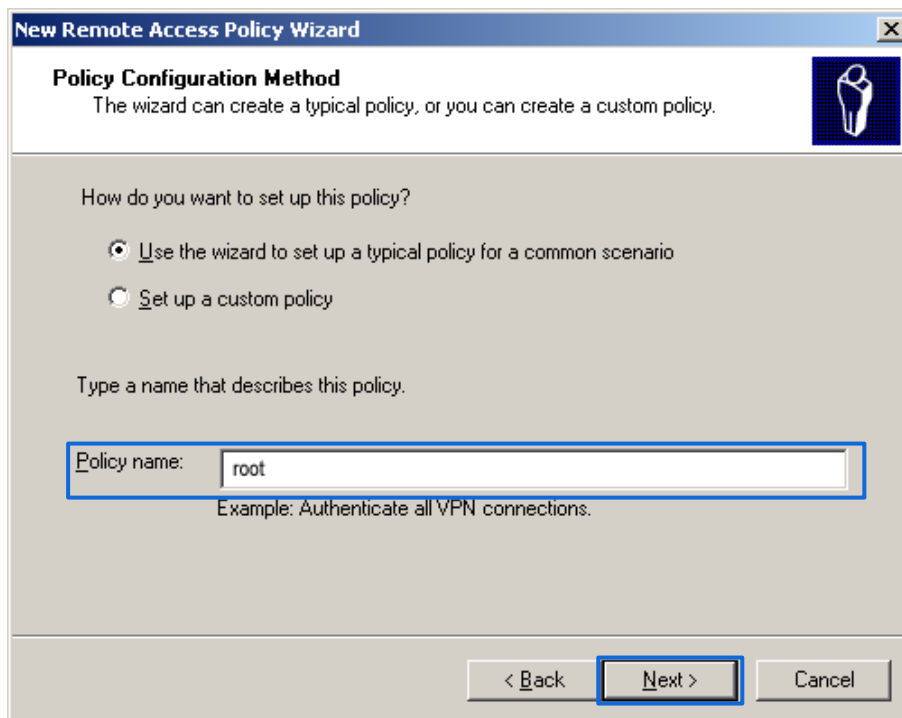 New Remote Access Policy Wizard
Policy Configuration Method
The wizard can create a typical policy, or you can create a custom policy.
How do you want to set up this policy?
Use the wizard to set up a typical policy for a common scenario
Set up a custom policy
Type a name that describes this policy.
Policy name: root
Example: Authenticate all VPN connections.
< Back Next > Cancel